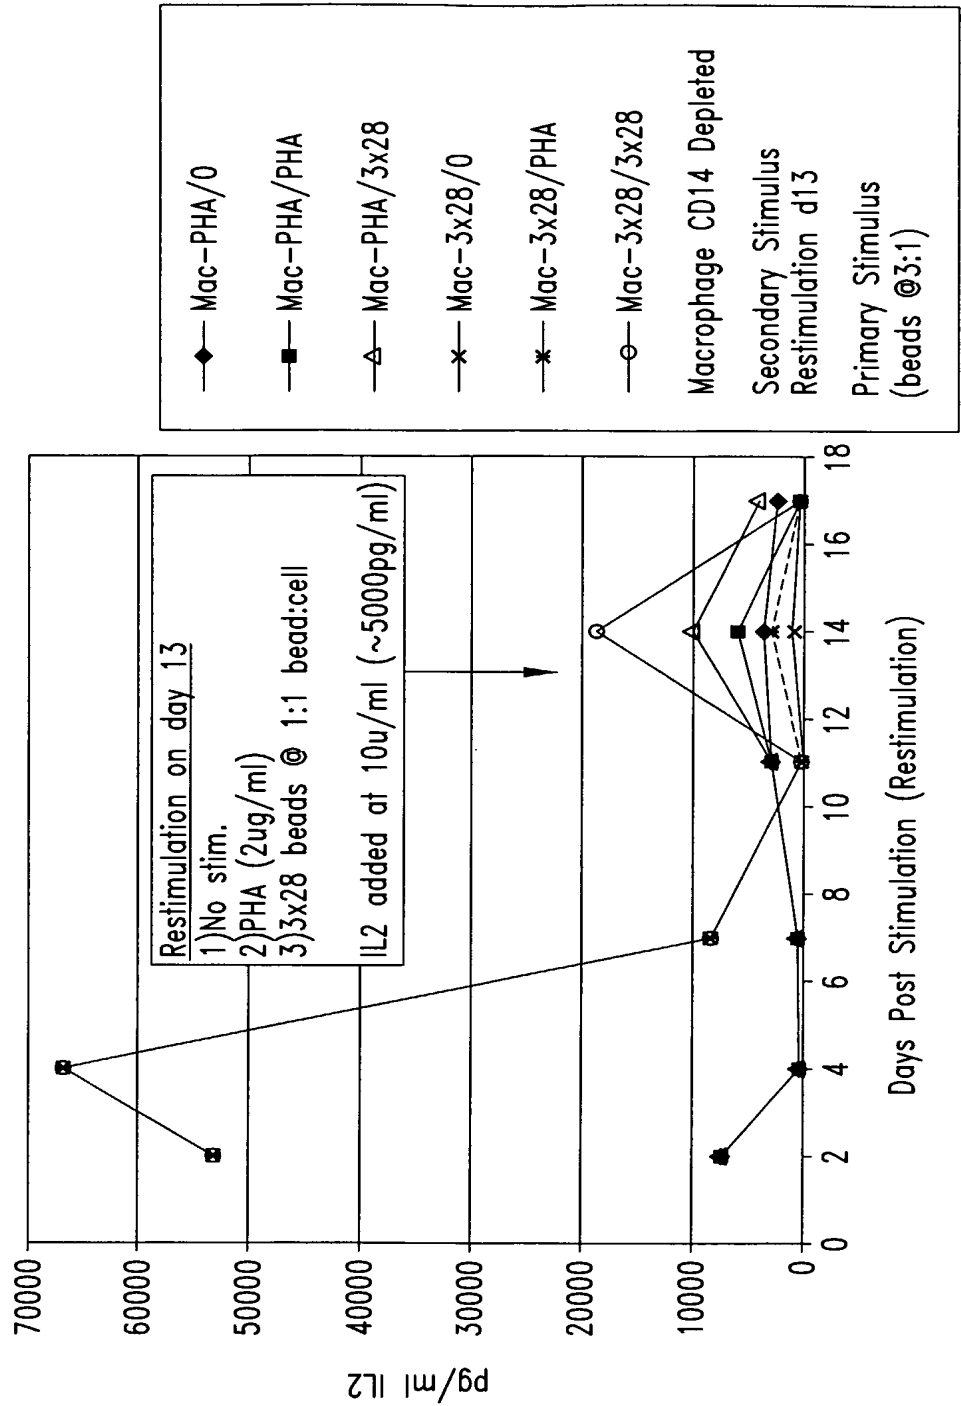 70000
60000
50000
40000
30000
20000
10000
0
pg/ml IL2
0
2
4
6
8
10
12
14
16
18
Days Post Stimulation (Restimulation)
Restimulation on day 13
1)No stim.
2)PHA (2ug/ml)
3)3x28 beads @ 1:1 bead:cell
IL2 added at 10u/ml (~5000pg/ml)
Mac-PHA/0
Mac-PHA/PHA
Mac-PHA/3x28
Mac-3x28/0
Mac-3x28/PHA
Mac-3x28/3x28
Macrophage CD14 Depleted
Secondary Stimulus
Restimulation d13
Primary Stimulus
(beads @3:1)